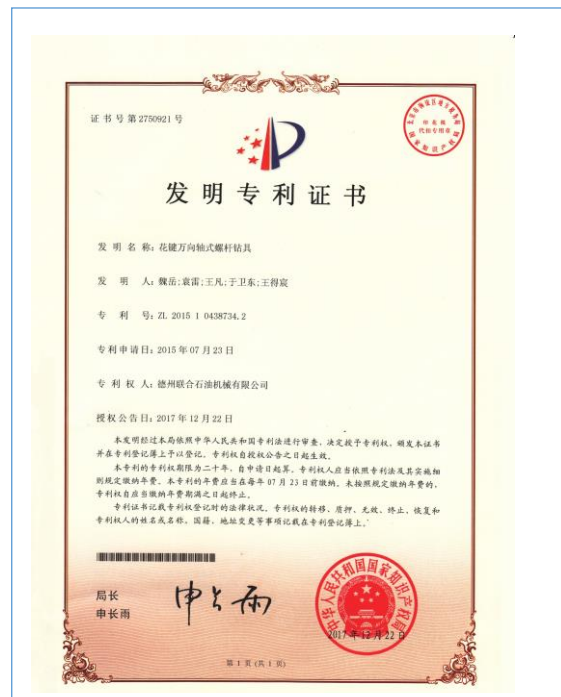 证书号第2750921号
发明专利证书
发 明 名 称：花键万向轴式螺杆钻具
发 明 人：魏岳;袁雷;王凡;于卫东;王得宸
专 利 号：ZL 2015 1 0438734.2
专利申请日：2015年07月23日
专 利 权 人：德州联合石油机械有限公司
授权公告日：2017年12月22日
本发明经过本局依照中华人民共和国专利法进行审查，决定授予专利权，颁发本证书
并在专利登记簿上予以登记。专利权自授权公告之日起生效。
本专利的专利权期限为二十年，自申请日起算。专利权人应当依照专利法及其实施细
则规定缴纳年费。本专利的年费应当在每年07月23日前缴纳。未按照规定缴纳年费的，
专利权自应当缴纳年费期满之日起终止。
专利证书记载专利权登记时的法律状况。专利权的转移、质押、无效、终止、恢复和
专利权人的姓名或名称、国籍、地址变更等事项记载在专利登记簿上。
局长
申长雨
申长雨
中华人民共和国国家知识产权局
2017年12月22日
第 1 页 (共 1 页)